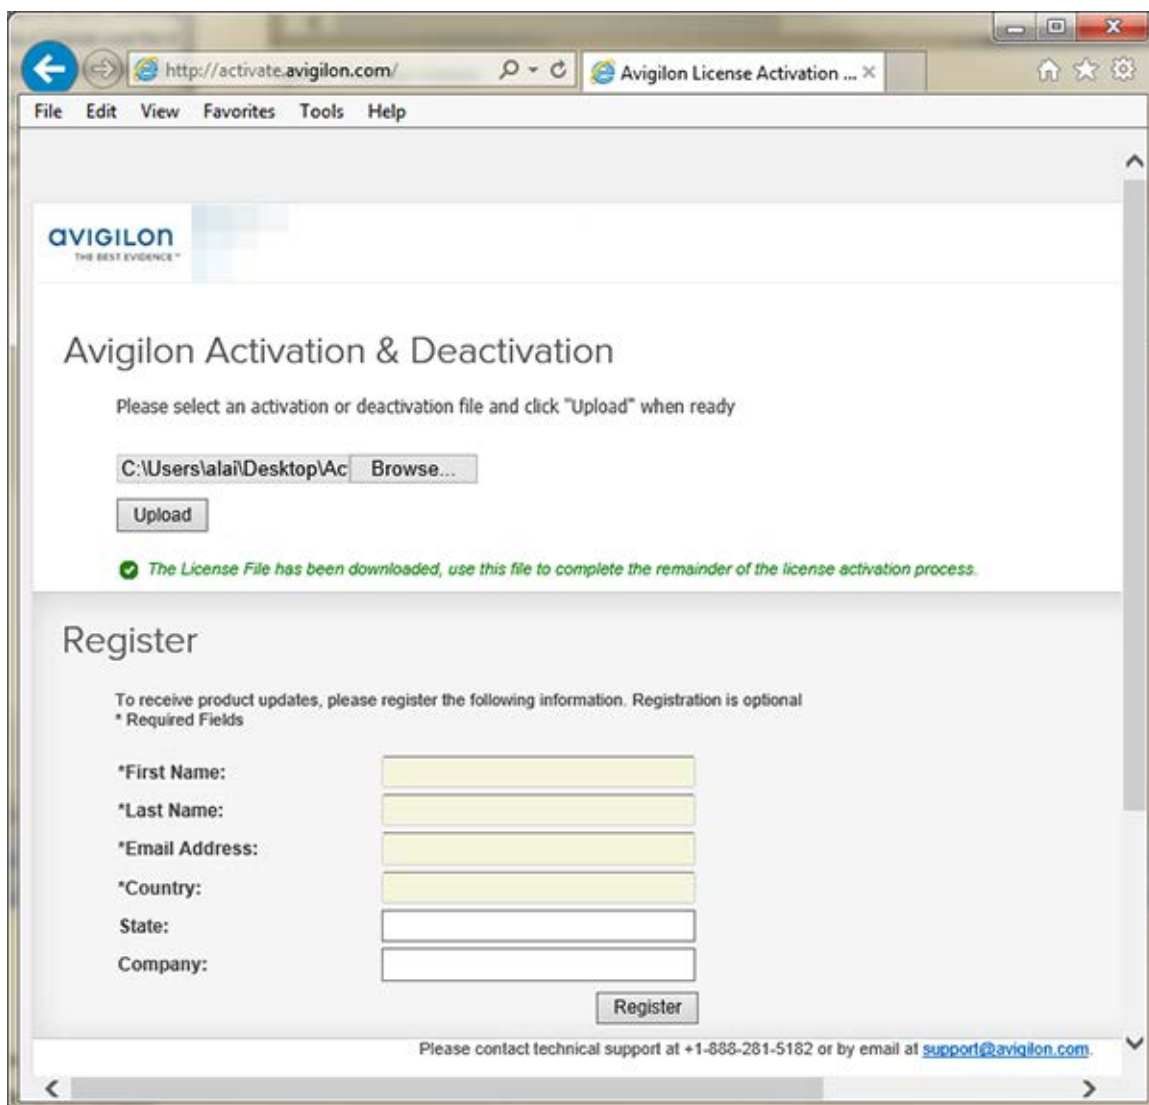 http://activate.avigilon.com/
Avigilon License Activation ...
File Edit View Favorites Tools Help
avigilon
THE BEST EVIDENCE™
Avigilon Activation & Deactivation
Please select an activation or deactivation file and click "Upload" when ready
C:\Users\alai\Desktop\Ac Browse...
Upload
The License File has been downloaded, use this file to complete the remainder of the license activation process.
Register
To receive product updates, please register the following information. Registration is optional
* Required Fields
*First Name:
*Last Name:
*Email Address:
*Country:
State:
Company:
Register
Please contact technical support at +1-888-281-5182 or by email at support@avigilon.com.